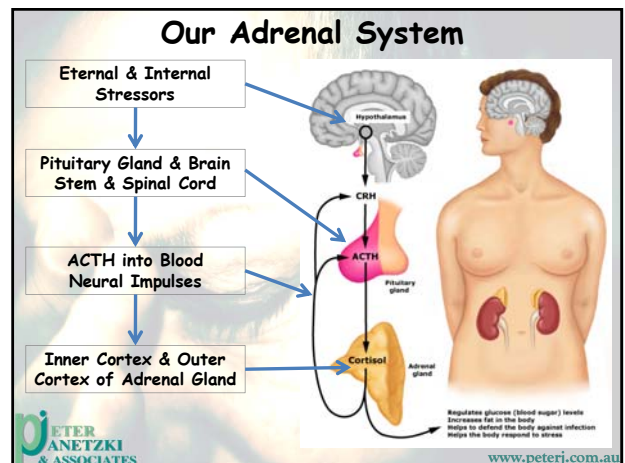 Our Adrenal System
Eternal & Internal
Stressors
Pituitary Gland & Brain
Stem & Spinal Cord
ACTH into Blood
Neural Impulses
Inner Cortex & Outer
Cortex of Adrenal Gland
Hypothalamus
CRH
ACTH
Pituitary
gland
Cortisol
Adrenal
gland
Regulates glucose (blood sugar) levels
Increases fat in the body
Helps to defend the body against infection
Helps the body respond to stress
PETER
JANETZKI
& ASSOCIATES
www.peterj.com.au